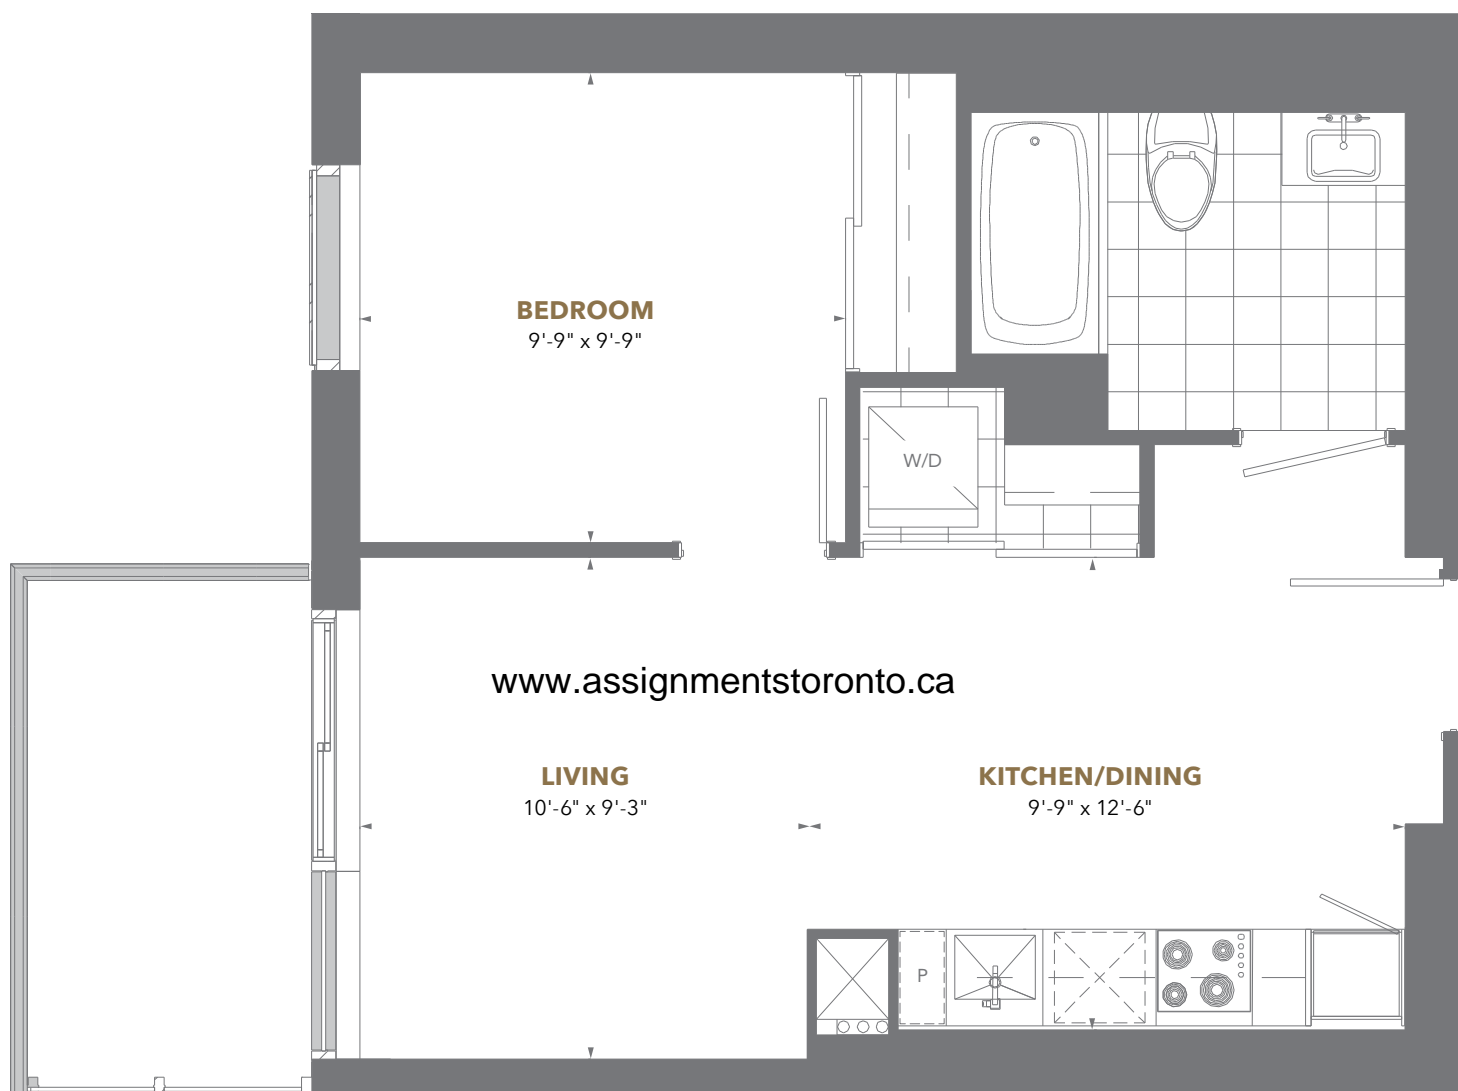 BEDROOM
9'-9" x 9'-9"
W/D
www.assignmentstoronto.ca
LIVING
10'-6" x 9'-3"
KITCHEN/DINING
9'-9" x 12'-6"
P